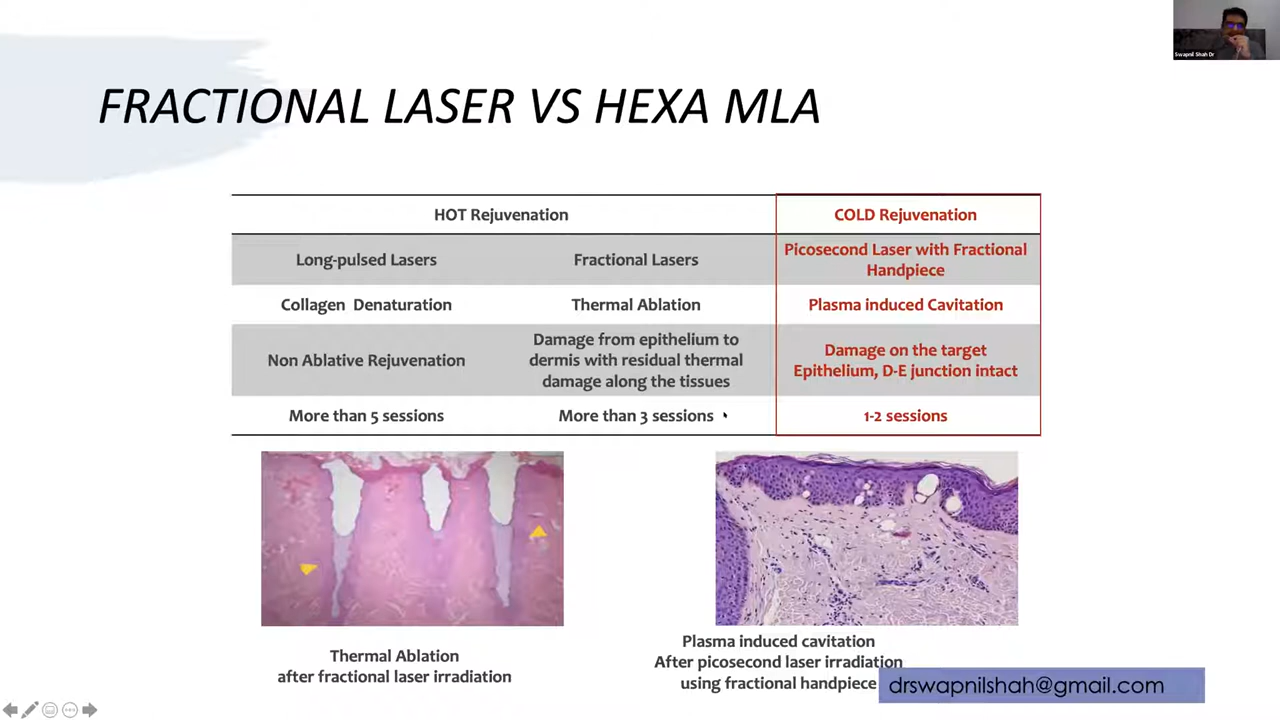 Swapnil Shah Dr
FRACTIONAL LASER VS HEXA MLA
HOT Rejuvenation
COLD Rejuvenation
Long-pulsed Lasers
Fractional Lasers
Picosecond Laser with Fractional
Handpiece
Collagen Denaturation
Thermal Ablation
Plasma induced Cavitation
Non Ablative Rejuvenation
Damage from epithelium to
dermis with residual thermal
damage along the tissues
Damage on the target
Epithelium, D-E junction intact
More than 5 sessions
More than 3 sessions
1-2 sessions
Thermal Ablation
after fractional laser irradiation
Plasma induced cavitation
After picosecond laser irradiation
using fractional handpiece
drswapnilshah@gmail.com